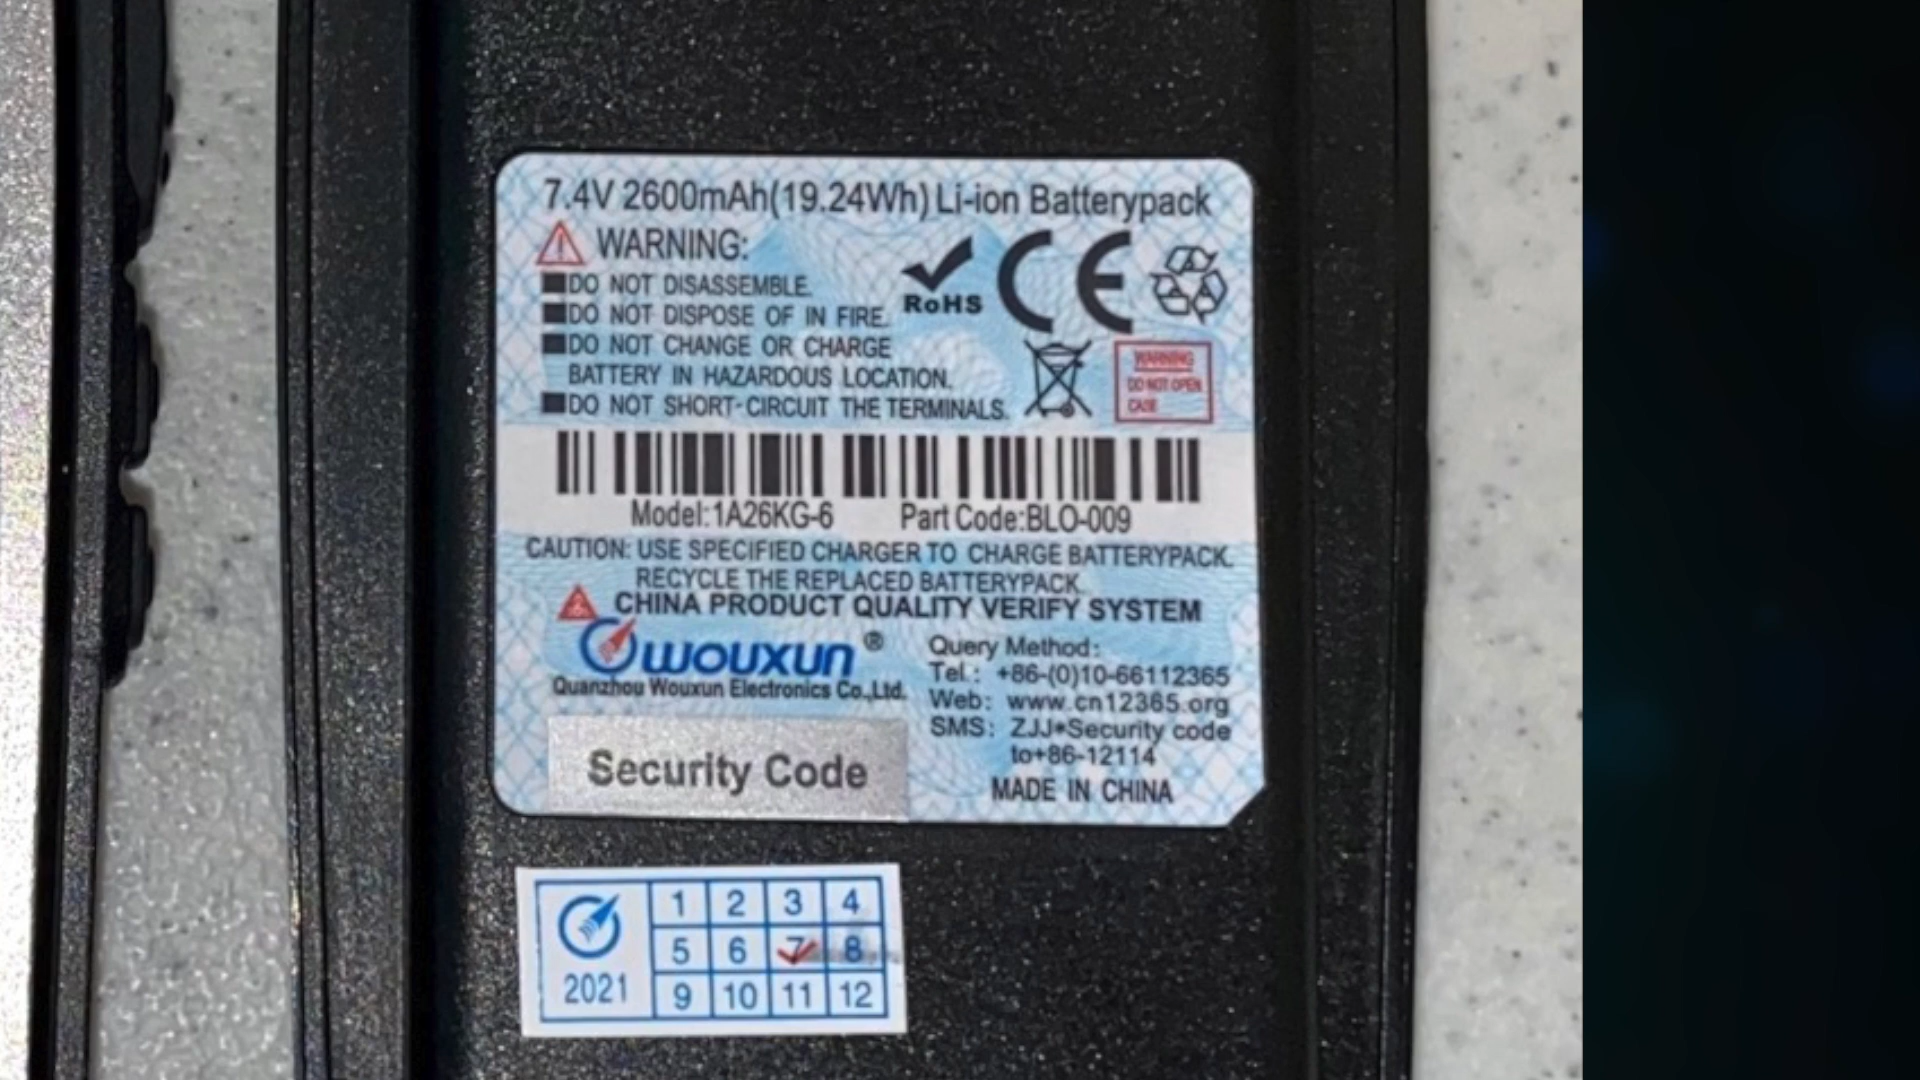 7.4V 2600mAh(19.24Wh) Li-ion Batterypack
WARNING:
DO NOT DISASSEMBLE.
DO NOT DISPOSE OF IN FIRE.
DO NOT CHANGE OR CHARGE
BATTERY IN HAZARDOUS LOCATION.
DO NOT SHORT-CIRCUIT THE TERMINALS.
RoHS
CE
WARNING
DO NOT OPEN
CASE
Model:1A26KG-6 Part Code:BLO-009
CAUTION: USE SPECIFIED CHARGER TO CHARGE BATTERYPACK.
RECYCLE THE REPLACED BATTERYPACK.
CHINA PRODUCT QUALITY VERIFY SYSTEM
WOUXUN ®
Quanzhou Wouxun Electronics Co.,Ltd.
Query Method:
Tel.: +86-(0)10-66112365
Web: www.cn12365.org
SMS: ZJJ*Security code
to+86-12114
MADE IN CHINA
Security Code
2021
1 2 3 4
5 6 7 8
9 10 11 12